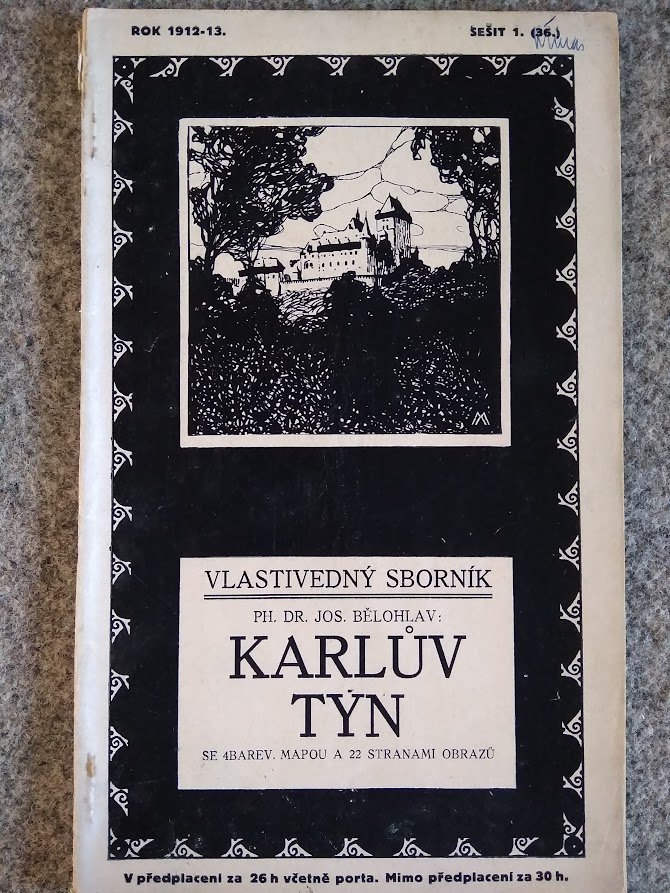 ROK 1912-13.
SEŠIT 1. (36.)
M
VLASTIVEDNÝ SBORNÍK
PH. DR. JOS. BĚLOHLAV:
KARLŮV
TÝN
SE 4BAREV. MAPOU A 22 STRANAMI OBRAZŮ
V předplacení za 26 h včetně porta. Mimo předplacení za 30 h.